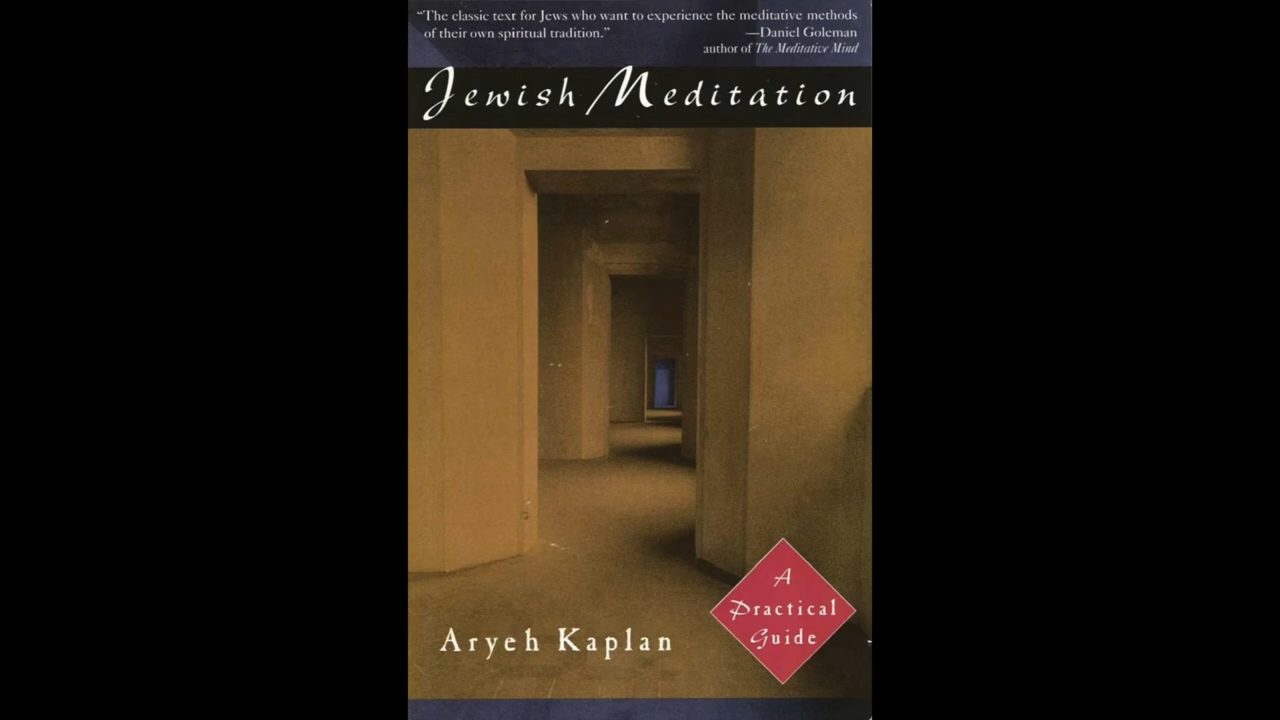 “The classic text for Jews who want to experience the meditative methods
of their own spiritual tradition.”
—Daniel Goleman
author of The Meditative Mind
Jewish Meditation
A
Practical
Guide
Aryeh Kaplan